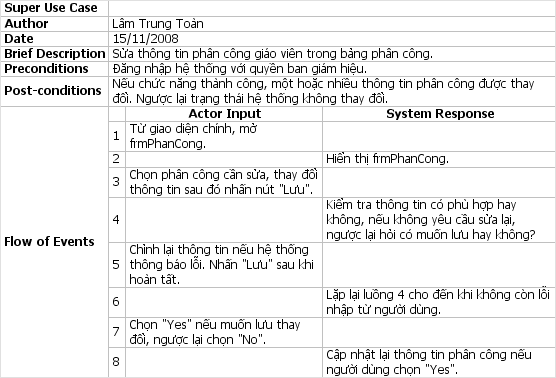 Super Use Case
Author Lâm Trung Toàn
Date 15/11/2008
Brief Description Sửa thông tin phân công giáo viên trong bảng phân công.
Preconditions Đăng nhập hệ thống với quyền ban giám hiệu.
Post-conditions Nếu chức năng thành công, một hoặc nhiều thông tin phân công được thay
đổi. Ngược lại trạng thái hệ thống không thay đổi.
Flow of Events
Actor Input System Response
1 Từ giao diện chính, mở
frmPhanCong.
2 Hiển thị frmPhanCong.
3 Chọn phân công cần sửa, thay đổi
thông tin sau đó nhấn nút "Lưu".
4 Kiểm tra thông tin có phù hợp hay
không, nếu không yêu cầu sửa lại,
ngược lại hỏi có muốn lưu hay không?
5 Chỉnh lại thông tin nếu hệ thống
thông báo lỗi. Nhấn "Lưu" sau khi
hoàn tất.
6 Lặp lại luồng 4 cho đến khi không còn lỗi
nhập từ người dùng.
7 Chọn "Yes" nếu muốn lưu thay
đổi, ngược lại chọn "No".
8 Cập nhật lại thông tin phân công nếu
người dùng chọn "Yes".